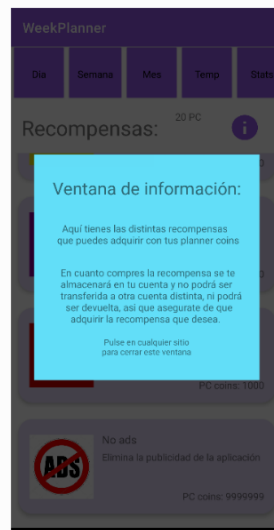 WeekPlanner
Dia Semana Mes Temp Stats
Recompensas: 20 PC i
Ventana de información:
Aquí tienes las distintas recompensas
que puedes adquirir con tus planner coins
En cuanto compres la recompensa se te
almacenará en tu cuenta y no podrá ser
transferida a otra cuenta distinta, ni podrá
ser devuelta, asi que asegurate de que
adquirir la recompensa que desea.
Pulse en cualquier sitio
para cerrar este ventana
PC coins: 1000
No ads
Elimina la publicidad de la aplicación
ADS
PC coins: 9999999